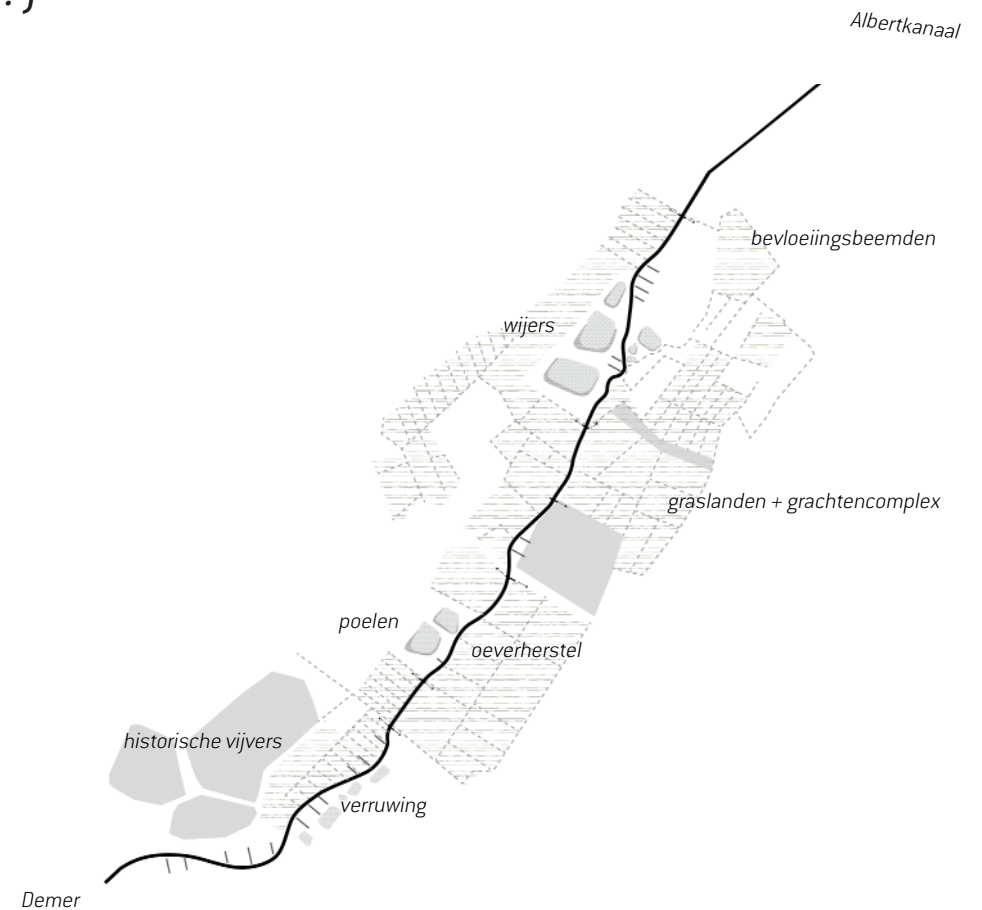 Albertkanaal
bevloeiingsbeemden
wijers
graslanden + grachtencomplex
poelen
oeverherstel
historische vijvers
verruwing
Demer